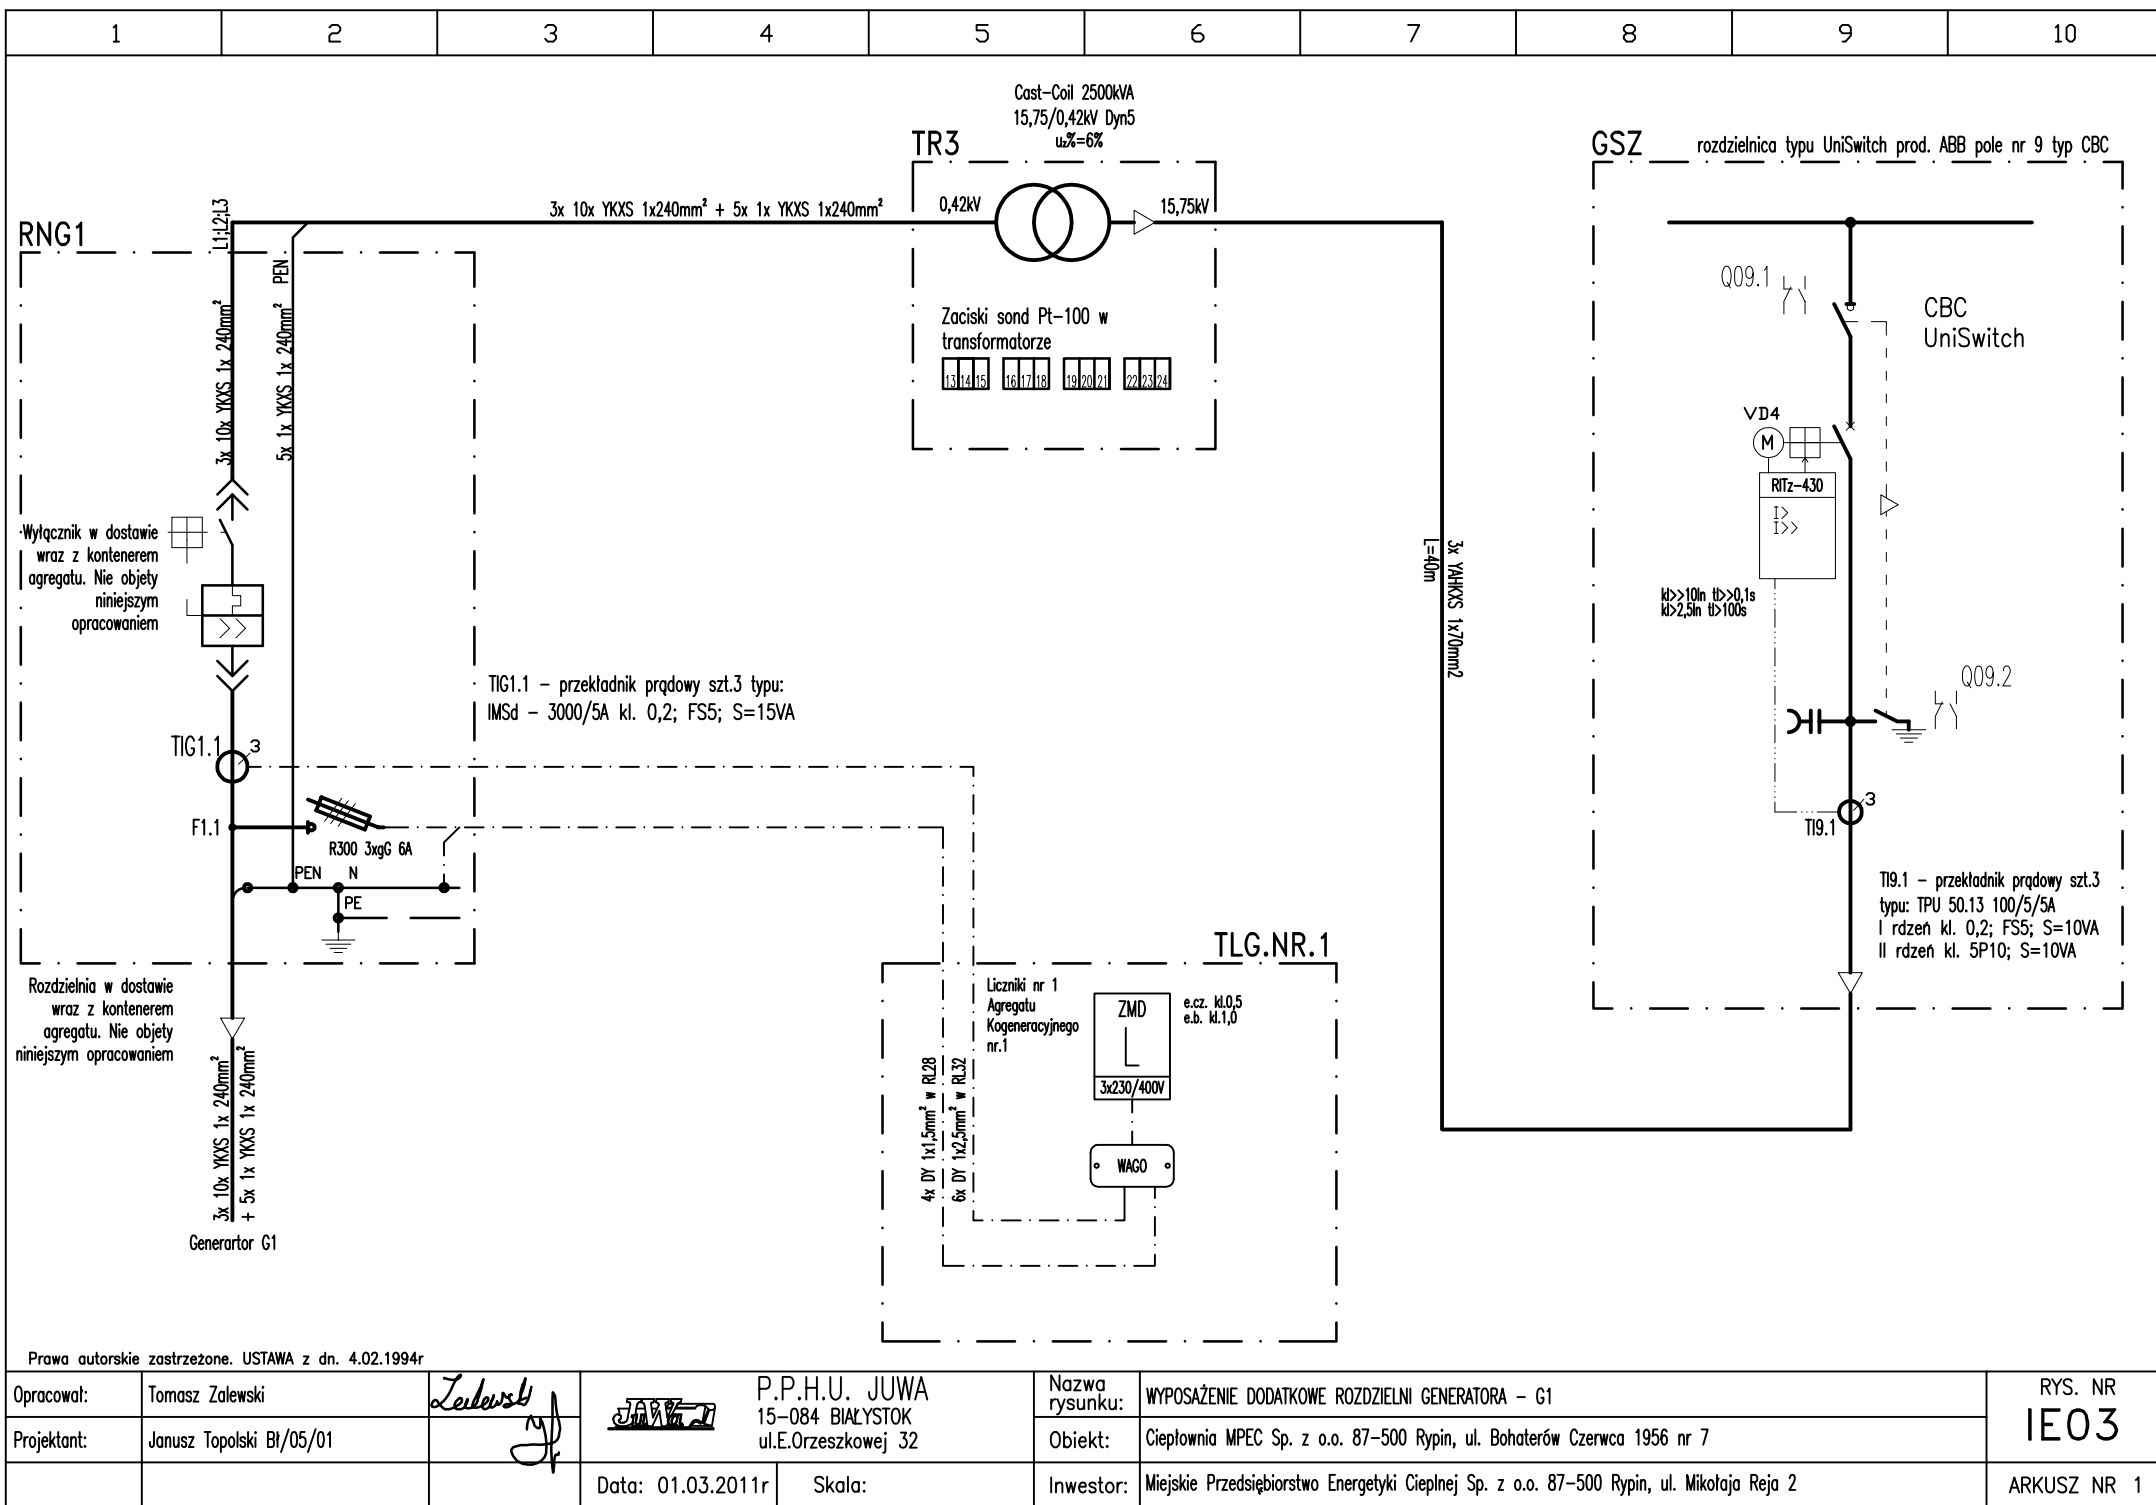 1 2 3 4 5 6 7 8 9 10
Cast-Coil 2500kVA
15,75/0,42kV Dyn5
uz%=6%
TR3
0,42kV
15,75kV
Zaciski sond Pt-100 w
transformatorze
13 14 15 16 17 18 19 20 21 22 23 24
GSZ
rozdzielnica typu UniSwitch prod. ABB pole nr 9 typ CBC
Q09.1
CBC
UniSwitch
VD4
M
RITz-430
I>
I>>
kI>>10In tI>>0,1s
kI>2,5In tI>100s
Q09.2
3
TI9.1
TI9.1 - przekładnik prądowy szt.3
typu: TPU 50.13 100/5/5A
I rdzeń kl. 0,2; FS5; S=10VA
II rdzeń kl. 5P10; S=10VA
3x YAHKXS 1x70mm2
L=40m
RNG1
L1;L2;L3
3x 10x YKXS 1x240mm² + 5x 1x YKXS 1x240mm²
PEN
3x 10x YKXS 1x 240mm²
5x 1x YKXS 1x 240mm²
Wyłącznik w dostawie
wraz z kontenerem
agregatu. Nie objety
niniejszym
opracowaniem
>>
TIG1.1 - przekładnik prądowy szt.3 typu:
IMSd - 3000/5A kl. 0,2; FS5; S=15VA
TIG1.1
3
F1.1
R300 3xgG 6A
PEN
N
PE
Rozdzielnia w dostawie
wraz z kontenerem
agregatu. Nie objety
niniejszym opracowaniem
3x 10x YKXS 1x 240mm²
+ 5x 1x YKXS 1x 240mm²
Generartor G1
TLG.NR.1
Liczniki nr 1
Agregatu
Kogeneracyjnego
nr.1
ZMD
L
3x230/400V
e.cz. kl.0,5
e.b. kl.1,0
WAGO
4x DY 1x1,5mm² w RL28
6x DY 1x2,5mm² w RL32
Prawa autorskie zastrzeżone. USTAWA z dn. 4.02.1994r
Opracował: Tomasz Zalewski
Zalewski
Projektant: Janusz Topolski Bł/05/01
JUWA
P.P.H.U. JUWA
15-084 BIAŁYSTOK
ul.E.Orzeszkowej 32
Data: 01.03.2011r
Skala:
Nazwa
rysunku:
WYPOSAŻENIE DODATKOWE ROZDZIELNI GENERATORA - G1
Obiekt: Ciepłownia MPEC Sp. z o.o. 87-500 Rypin, ul. Bohaterów Czerwca 1956 nr 7
Inwestor: Miejskie Przedsiębiorstwo Energetyki Cieplnej Sp. z o.o. 87-500 Rypin, ul. Mikołaja Reja 2
RYS. NR
IE03
ARKUSZ NR 1